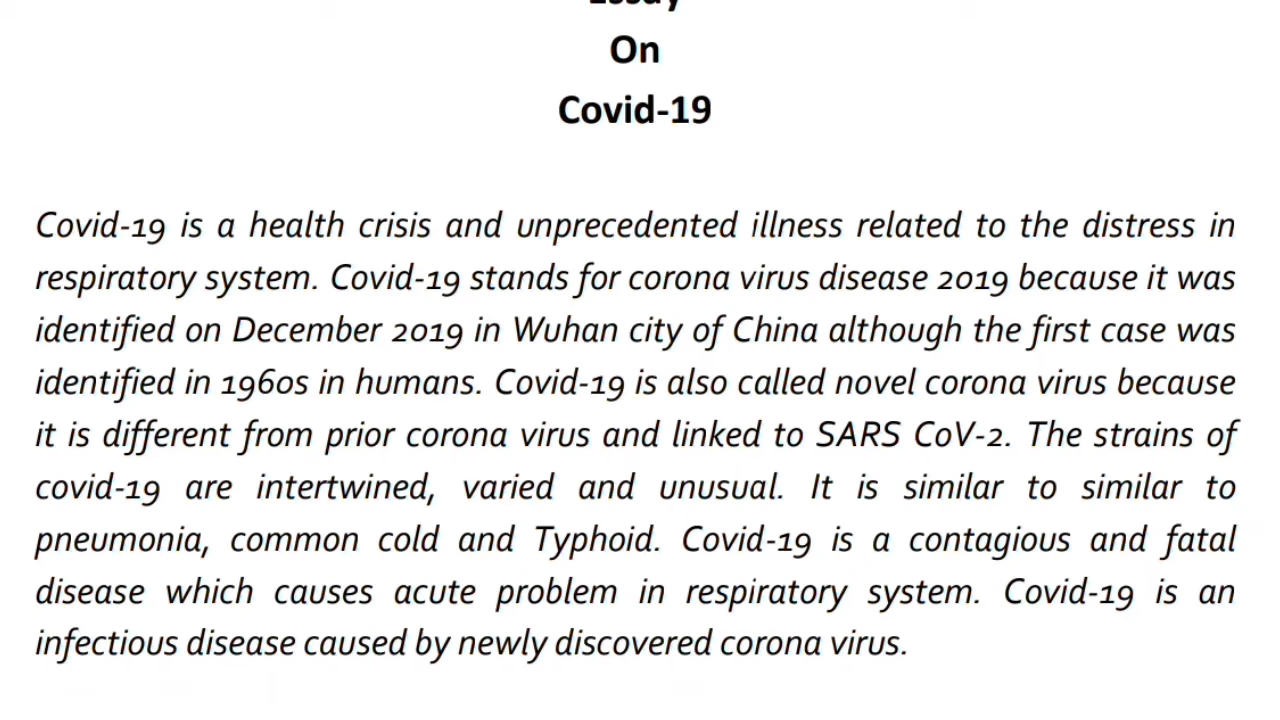 Essay
On
Covid-19
Covid-19 is a health crisis and unprecedented illness related to the distress in
respiratory system. Covid-19 stands for corona virus disease 2019 because it was
identified on December 2019 in Wuhan city of China although the first case was
identified in 1960s in humans. Covid-19 is also called novel corona virus because
it is different from prior corona virus and linked to SARS CoV-2. The strains of
covid-19 are intertwined, varied and unusual. It is similar to similar to
pneumonia, common cold and Typhoid. Covid-19 is a contagious and fatal
disease which causes acute problem in respiratory system. Covid-19 is an
infectious disease caused by newly discovered corona virus.